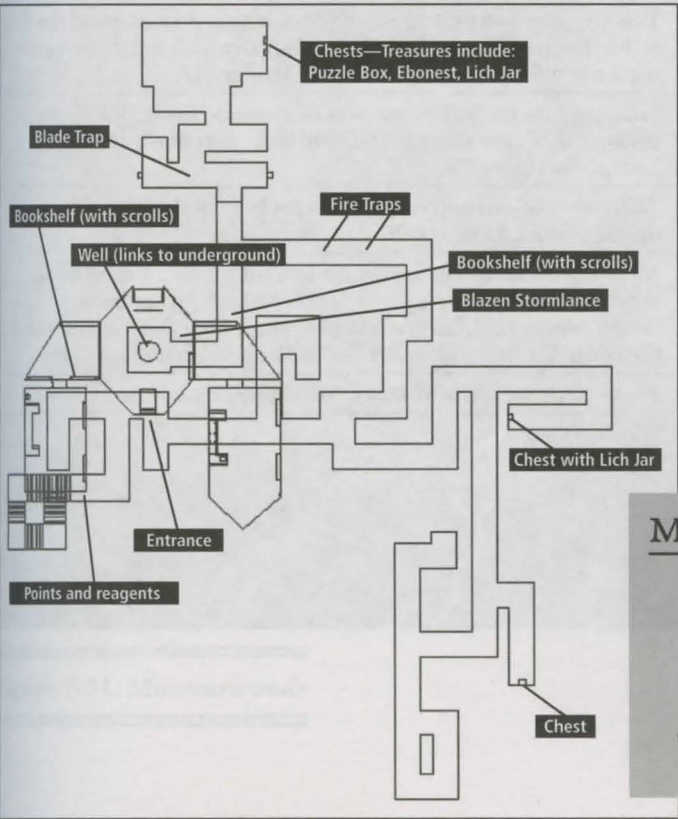 Chests—Treasures include:
Puzzle Box, Ebonest, Lich Jar
Blade Trap
Fire Traps
Bookshelf (with scrolls)
Well (links to underground)
Bookshelf (with scrolls)
Blazen Stormlance
Chest with Lich Jar
M
Entrance
Points and reagents
Chest